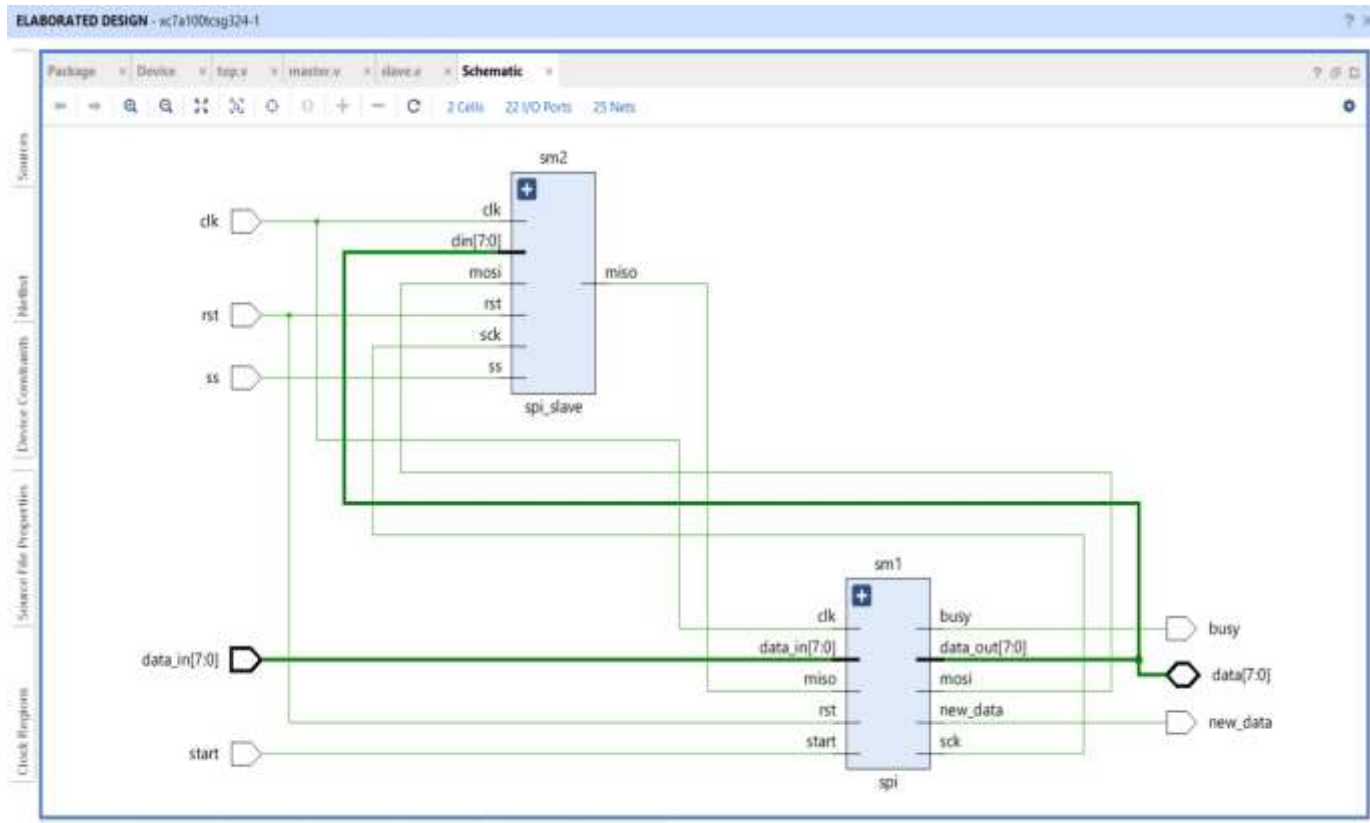 ELABORATED DESIGN - xc7a100tcsg324-1
Package × Device × top.v × master.v × slave.v × Schematic ×
2 Cells 22 I/O Ports 25 Nets
Sources
Netlist
Device Constraints
Source File Properties
Clock Regions
sm2
clk
clk
din[7:0]
mosi
miso
rst
rst
sck
ss
ss
spi_slave
sm1
clk
busy
busy
data_in[7:0]
data_in[7:0]
data_out[7:0]
data[7:0]
miso
mosi
rst
new_data
new_data
start
start
sck
spi